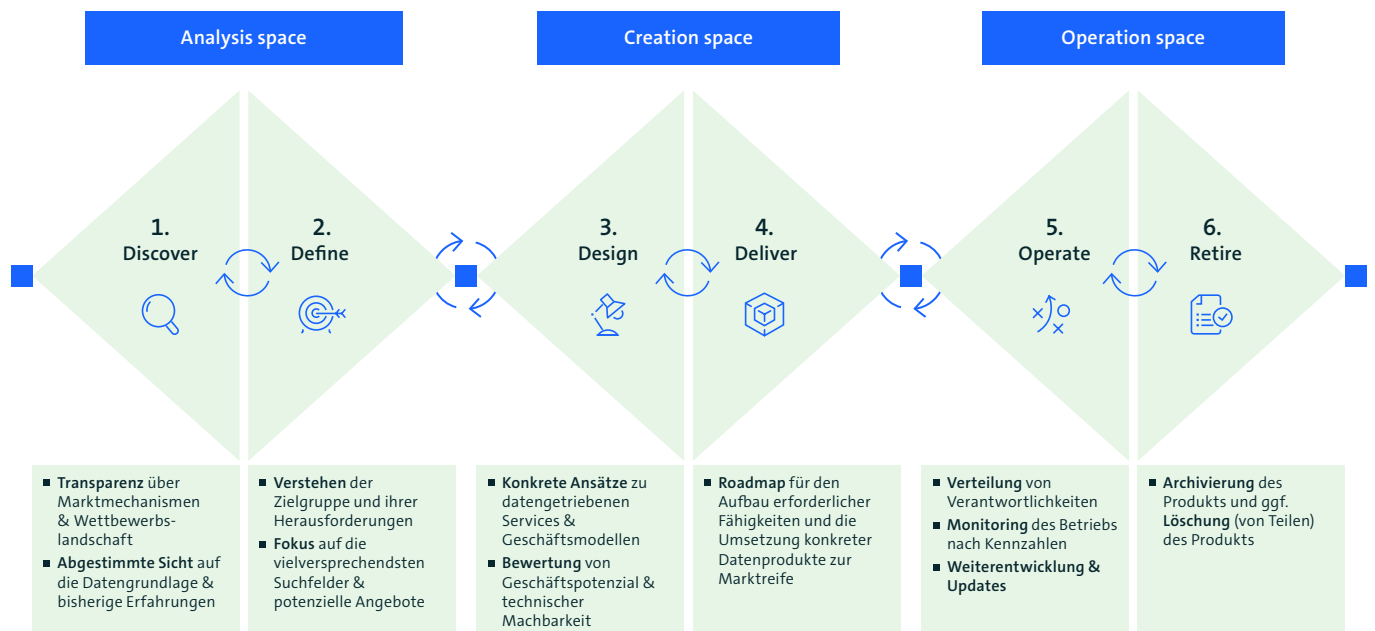 Analysis space
Creation space
Operation space
1.
Discover
2.
Define
3.
Design
4.
Deliver
5.
Operate
6.
Retire
Transparenz über
Marktmechanismen
& Wettbewerbs-
landschaft
Abgestimmte Sicht auf
die Datengrundlage &
bisherige Erfahrungen
Verstehen der
Zielgruppe und ihrer
Herausforderungen
Fokus auf die
vielversprechendsten
Suchfelder &
potenzielle Angebote
Konkrete Ansätze zu
datengetriebenen
Services &
Geschäftsmodellen
Bewertung von
Geschäftspotenzial &
technischer
Machbarkeit
Roadmap für den
Aufbau erforderlicher
Fähigkeiten und die
Umsetzung konkreter
Datenprodukte zur
Marktreife
Verteilung von
Verantwortlichkeiten
Monitoring des Betriebs
nach Kennzahlen
Weiterentwicklung &
Updates
Archivierung des
Produkts und ggf.
Löschung (von Teilen)
des Produkts